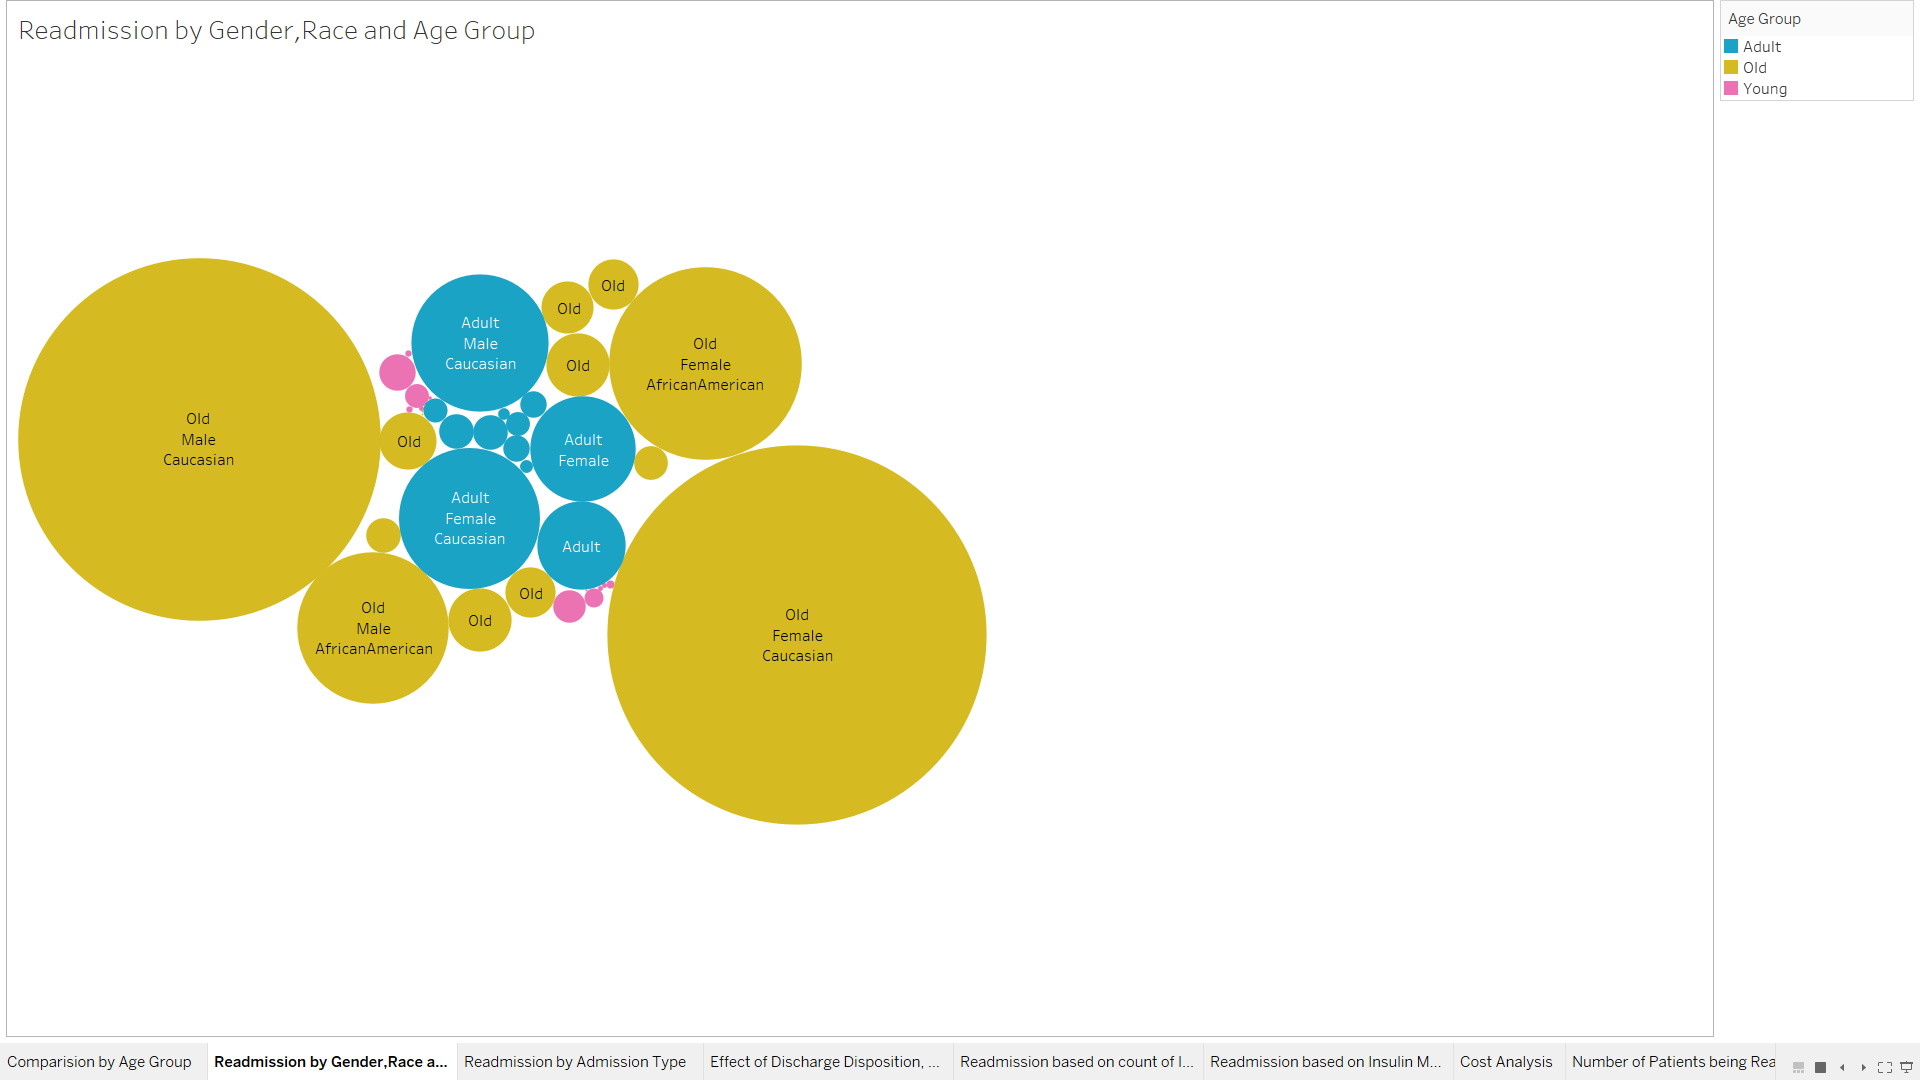 Readmission by Gender,Race and Age Group
Age Group
Adult
Old
Young
Old
Old
Adult
Male
Caucasian
Old
Female
AfricanAmerican
Old
Old
Male
Caucasian
Old
Adult
Female
Adult
Female
Caucasian
Adult
Old
Old
Male
AfricanAmerican
Old
Old
Female
Caucasian
Comparision by Age Group
Readmission by Gender,Race a...
Readmission by Admission Type
Effect of Discharge Disposition, ...
Readmission based on count of I...
Readmission based on Insulin M...
Cost Analysis
Number of Patients being Rea